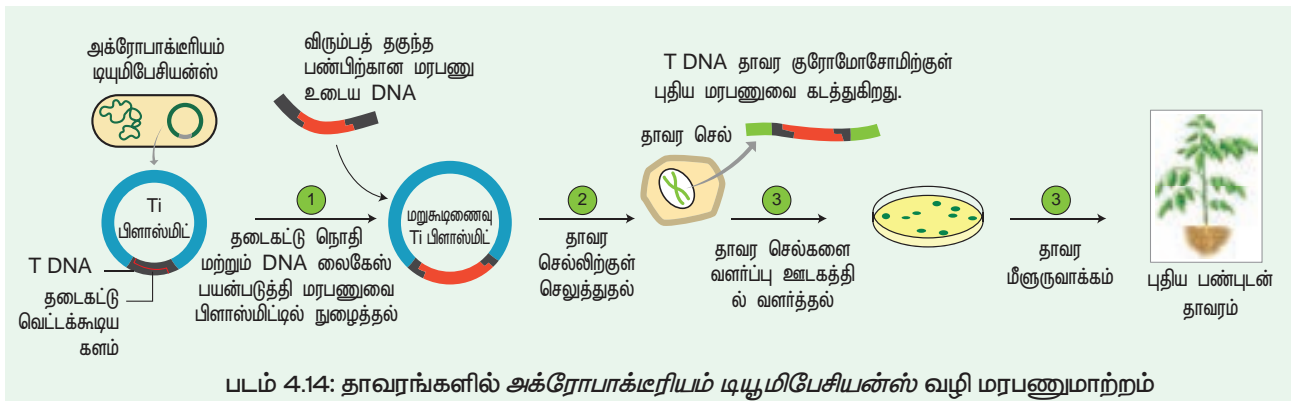 அக்ரோபாக்டீரியம்
டியுமிபேசியன்ஸ்
விரும்பத் தகுந்த
பண்பிற்கான மரபணு
உடைய DNA
T DNA தாவர குரோமோசோமிற்குள்
புதிய மரபணுவை கடத்துகிறது.
தாவர செல்
Ti
பிளாஸ்மிட்
T DNA
தடைகட்டு
வெட்டக்கூடிய
களம்
1
தடைகட்டு நொதி
மற்றும் DNA லைகேஸ்
பயன்படுத்தி மரபணுவை
பிளாஸ்மிட்டில் நுழைத்தல்
மறுகூடிணைவு
Ti பிளாஸ்மிட்
2
தாவர
செல்லிற்குள்
செலுத்துதல்
3
தாவர செல்களை
வளர்ப்பு ஊடகத்தி
ல் வளர்த்தல்
3
தாவர
மீளுருவாக்கம்
புதிய பண்புடன்
தாவரம்
படம் 4.14: தாவரங்களில் அக்ரோபாக்டீரியம் டியூமிபேசியன்ஸ் வழி மரபணுமாற்றம்